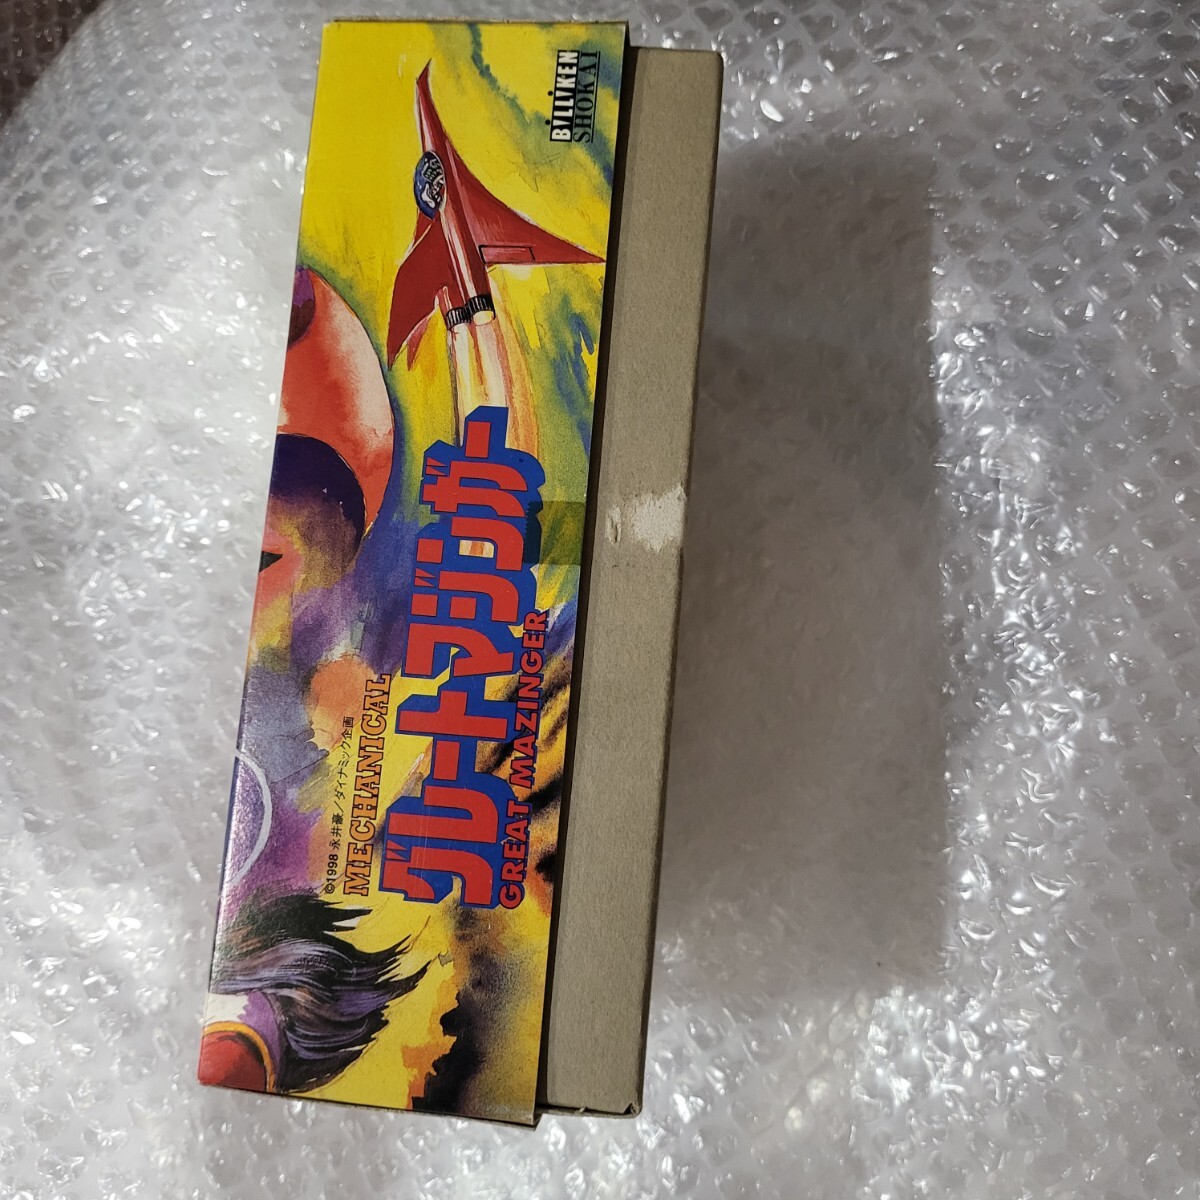 ©1998 永井豪/ダイナミック企画
MECHANICAL
グレートマジンガー
GREAT MAZINGER
BILLIKEN
SHOKAI